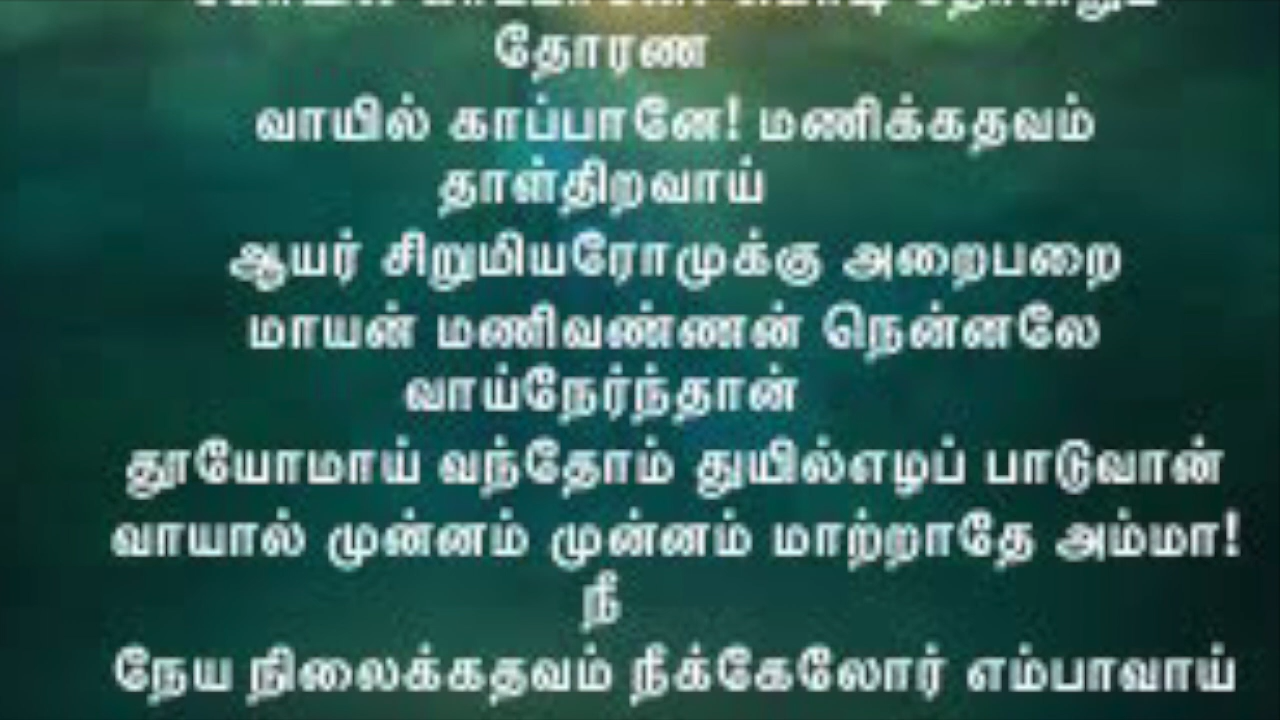 தோரண
வாயில் காப்பானே! மணிக்கதவம்
தாள்திறவாய்
ஆயர் சிறுமியரோமுக்கு அறைபறை
மாயன் மணிவண்ணன் நென்னலே
வாய்நேர்ந்தான்
தூயோமாய் வந்தோம் துயில்எழப் பாடுவான்
வாயால் முன்னம் முன்னம் மாற்றாதே அம்மா!
நீ
நேய நிலைக்கதவம் நீக்கேலோர் எம்பாவாய்